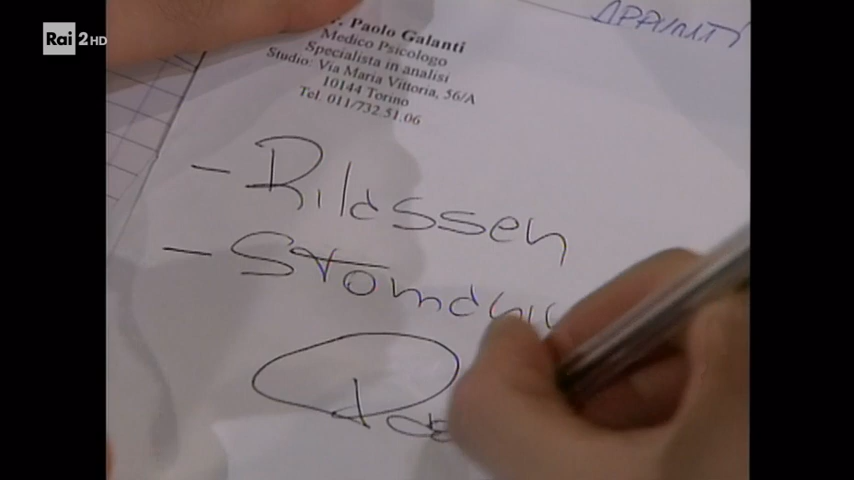 Rai 2 HD
APPUNTI
Paolo Galanti
Medico Psicologo
Specialista in analisi
Studio: Via Maria Vittoria, 56/A
10144 Torino
Tel. 011/732.51.06
- Rilassen
-